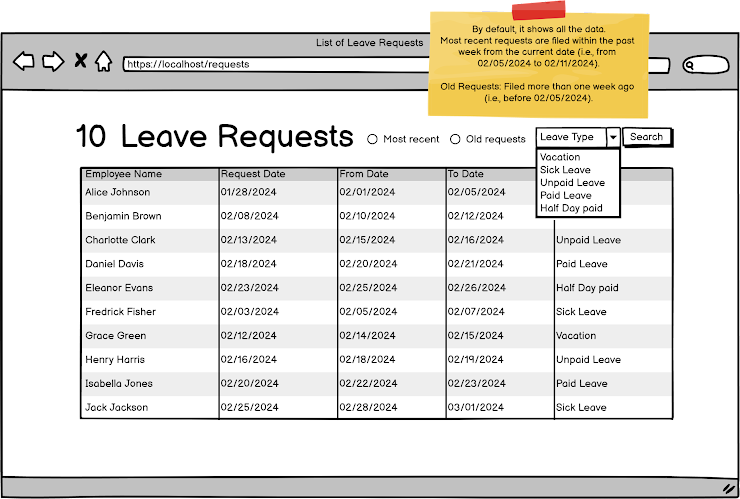 By default, it shows all the data.
Most recent requests are filed within the past
week from the current date (i.e., from
02/05/2024 to 02/11/2024).
Old Requests: Filed more than one week ago
(i.e., before 02/05/2024).
List of Leave Requests
https://localhost/requests
10 Leave Requests
Most recent
Old requests
Leave Type
Search
Vacation
Sick Leave
Unpaid Leave
Paid Leave
Half Day paid
Employee Name Request Date From Date To Date
Alice Johnson 01/28/2024 02/01/2024 02/05/2024
Benjamin Brown 02/08/2024 02/10/2024 02/12/2024
Charlotte Clark 02/13/2024 02/15/2024 02/16/2024 Unpaid Leave
Daniel Davis 02/18/2024 02/20/2024 02/21/2024 Paid Leave
Eleanor Evans 02/23/2024 02/25/2024 02/26/2024 Half Day paid
Fredrick Fisher 02/03/2024 02/05/2024 02/07/2024 Sick Leave
Grace Green 02/12/2024 02/14/2024 02/15/2024 Vacation
Henry Harris 02/16/2024 02/18/2024 02/19/2024 Unpaid Leave
Isabella Jones 02/20/2024 02/22/2024 02/23/2024 Paid Leave
Jack Jackson 02/25/2024 02/28/2024 03/01/2024 Sick Leave